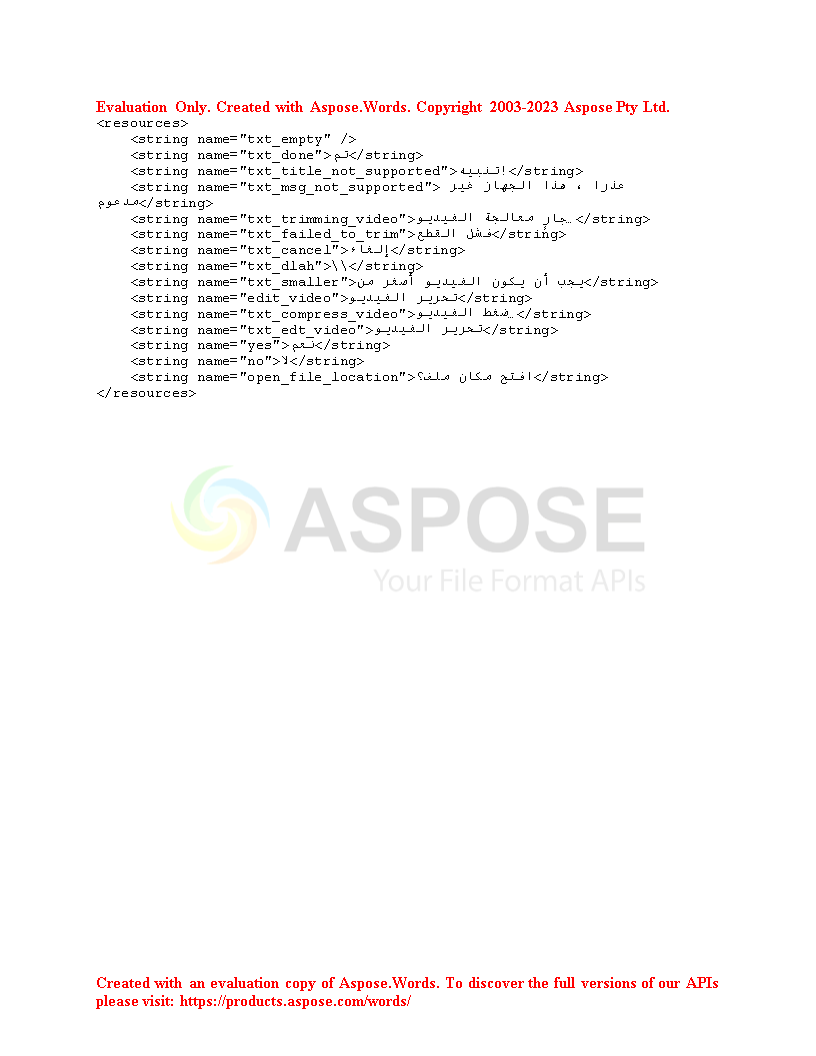 Evaluation Only. Created with Aspose.Words. Copyright 2003-2023 Aspose Pty Ltd.
<resources>
    <string name="txt_empty" />
    <string name="txt_done">تم</string>
    <string name="txt_title_not_supported">تنبيه!</string>
    <string name="txt_msg_not_supported"> عذرا ، هذا الجهان غير
مدعوم</string>
    <string name="txt_trimming_video">جارٍ معالجة الفيديو…</string>
    <string name="txt_failed_to_trim">فشل القطع</string>
    <string name="txt_cancel">إلغاء</string>
    <string name="txt_dlah">\\</string>
    <string name="txt_smaller">يجب أن يكون الفيديو أصغر من</string>
    <string name="edit_video">تحرير الفيديو</string>
    <string name="txt_compress_video">ضغط الفيديو…</string>
    <string name="txt_edt_video">تحرير الفيديو</string>
    <string name="yes">نعم</string>
    <string name="no">لا</string>
    <string name="open_file_location">افتح مكان ملف؟</string>
</resources>
ASPOSE
Your File Format APIs
Created with an evaluation copy of Aspose.Words. To discover the full versions of our APIs
please visit: https://products.aspose.com/words/